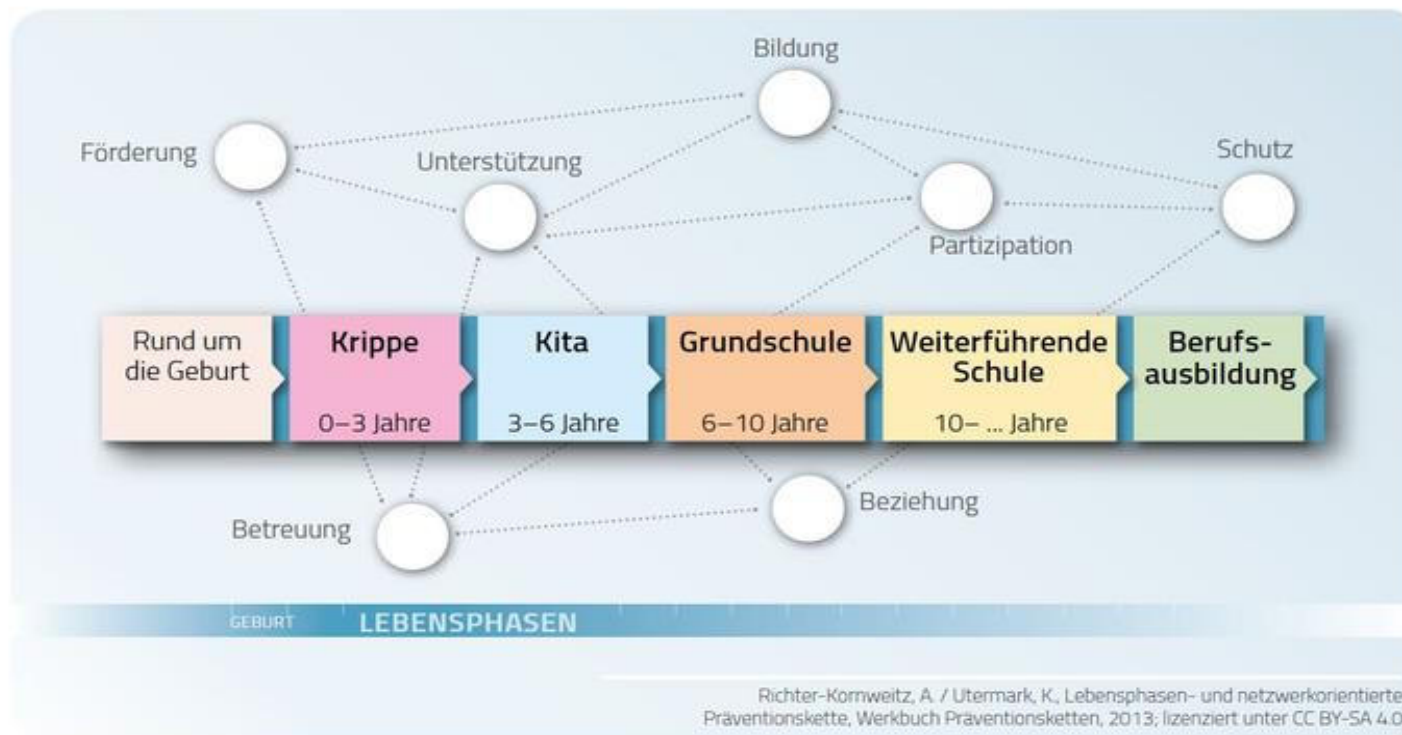 Bildung
Förderung
Unterstützung
Schutz
Partizipation
Rund um
die Geburt
Krippe
0–3 Jahre
Kita
3–6 Jahre
Grundschule
6–10 Jahre
Weiterführende
Schule
10– ... Jahre
Berufs-
ausbildung
Betreuung
Beziehung
GEBURT
LEBENSPHASEN
Richter-Kornweitz, A. / Utermark, K., Lebensphasen- und netzwerkorientierte
Präventionskette, Werkbuch Präventionsketten, 2013; lizenziert unter CC BY-SA 4.0